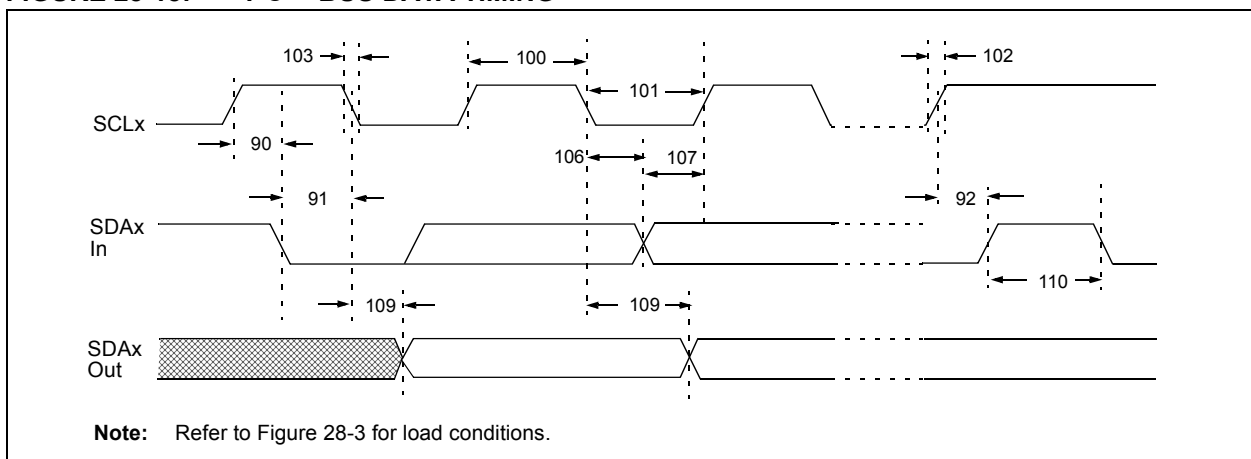 103
100
102
101
SCLx
90
106
107
91
92
SDAx
In
110
109
109
SDAx
Out
Note: Refer to Figure 28-3 for load conditions.